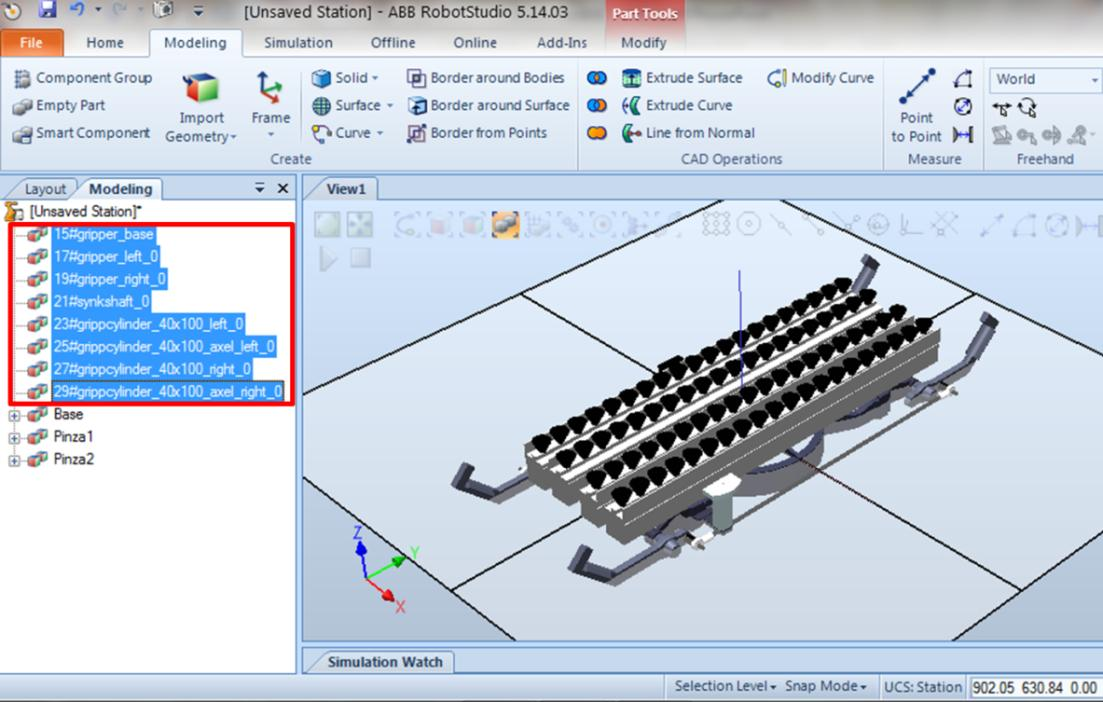 [Unsaved Station] - ABB RobotStudio 5.14.03
Part Tools
File Home Modeling Simulation Offline Online Add-Ins Modify
Component Group
Empty Part
Smart Component
Import
Geometry
Frame
Solid
Surface
Curve
Border around Bodies
Border around Surface
Border from Points
Create
Extrude Surface
Extrude Curve
Line from Normal
Modify Curve
CAD Operations
Point
to Point
Measure
World
Freehand
Layout Modeling
View1
[Unsaved Station]*
15#gripper_base
17#gripper_left_0
19#gripper_right_0
21#synkshaft_0
23#grippcylinder_40x100_left_0
25#grippcylinder_40x100_axel_left_0
27#grippcylinder_40x100_right_0
29#grippcylinder_40x100_axel_right_0
Base
Pinza1
Pinza2
Z
Y
X
Simulation Watch
Selection Level Snap Mode UCS: Station 902.05 630.84 0.00